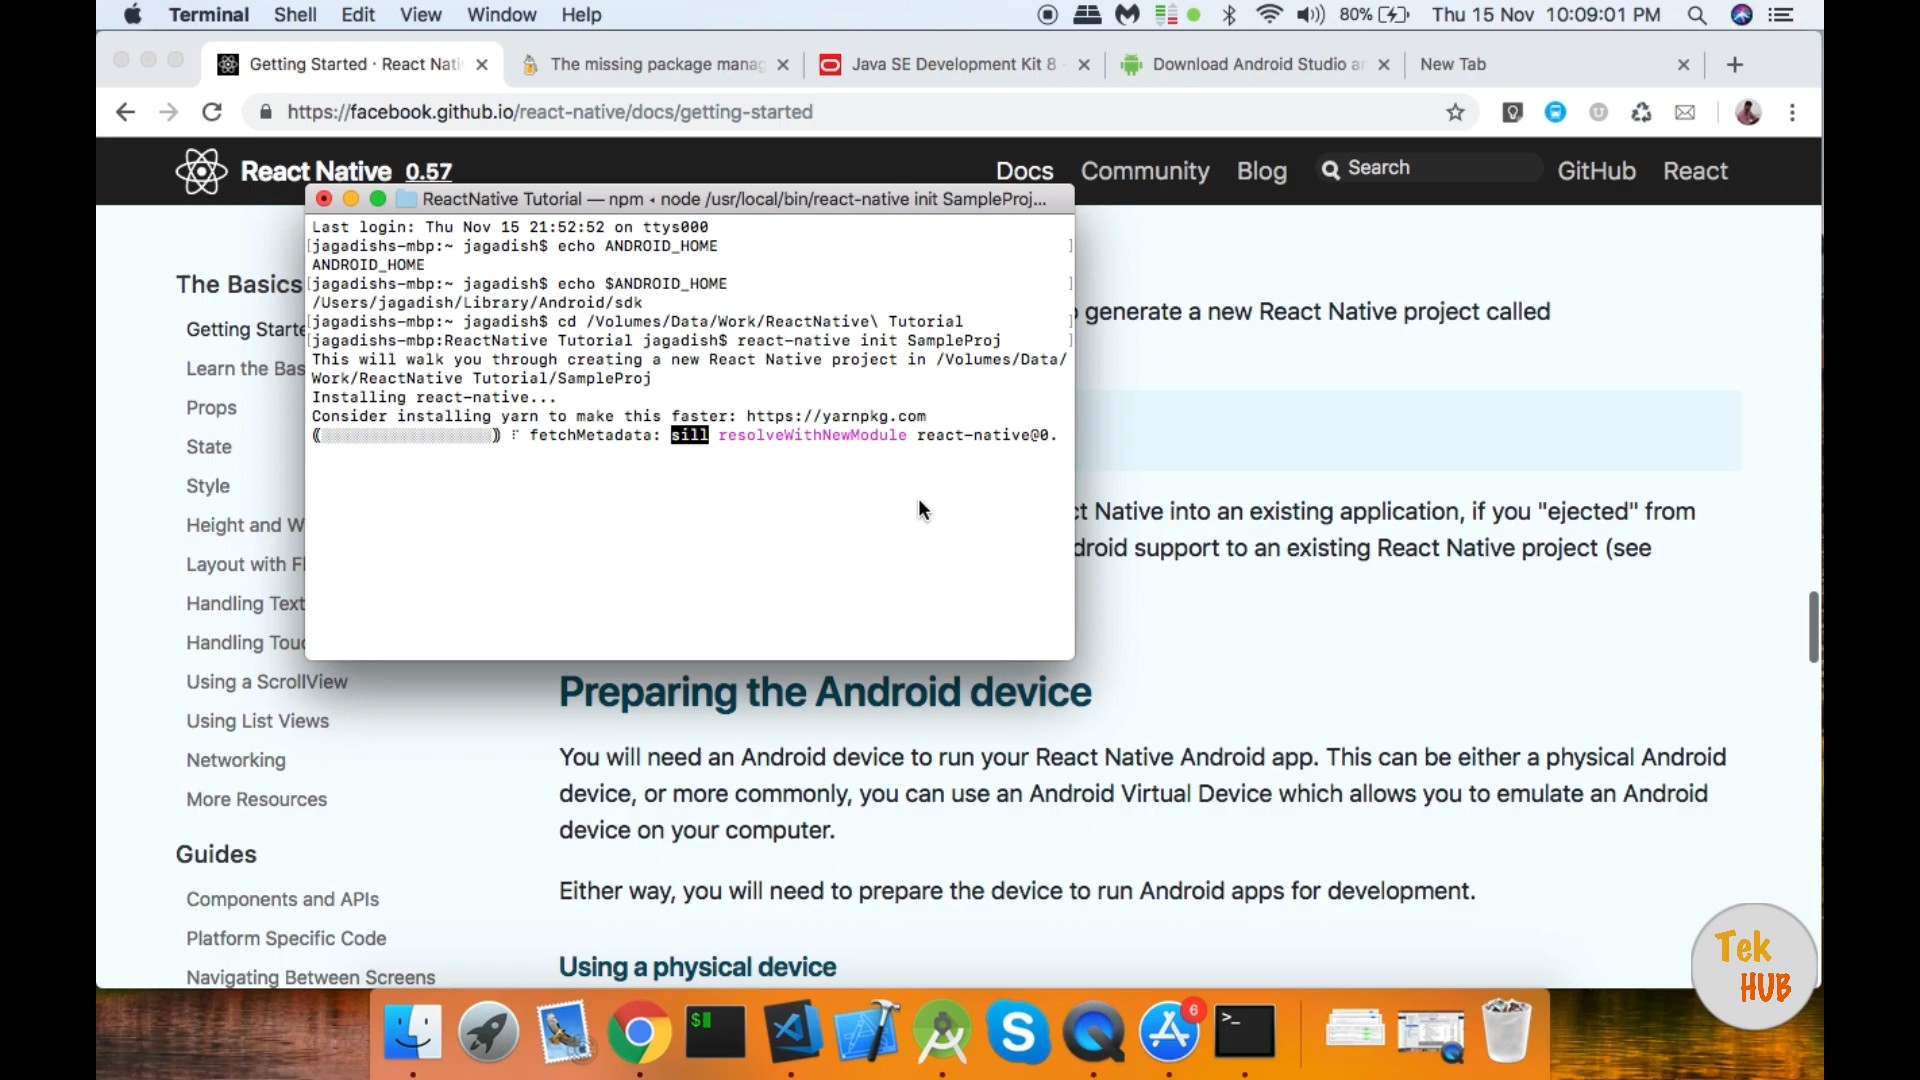 Terminal Shell Edit View Window Help 80% Thu 15 Nov 10:09:01 PM
Getting Started · React Nati The missing package manag Java SE Development Kit 8 - Download Android Studio ar New Tab
https://facebook.github.io/react-native/docs/getting-started
React Native 0.57 Docs Community Blog Search GitHub React
ReactNative Tutorial — npm ◂ node /usr/local/bin/react-native init SampleProj...
Last login: Thu Nov 15 21:52:52 on ttys000
[jagadishs-mbp:~ jagadish$ echo ANDROID_HOME ]
ANDROID_HOME
[jagadishs-mbp:~ jagadish$ echo $ANDROID_HOME ]
/Users/jagadish/Library/Android/sdk
[jagadishs-mbp:~ jagadish$ cd /Volumes/Data/Work/ReactNative\ Tutorial ]
[jagadishs-mbp:ReactNative Tutorial jagadish$ react-native init SampleProj ]
This will walk you through creating a new React Native project in /Volumes/Data/
Work/ReactNative Tutorial/SampleProj
Installing react-native...
Consider installing yarn to make this faster: https://yarnpkg.com
fetchMetadata: sill resolveWithNewModule react-native@0.
The Basics
Getting Starte
Learn the Bas
Props
State
Style
Height and W
Layout with Fl
Handling Text
Handling Touc
Using a ScrollView
Using List Views
Networking
More Resources
Guides
Components and APIs
Platform Specific Code
Navigating Between Screens
generate a new React Native project called
ct Native into an existing application, if you "ejected" from
droid support to an existing React Native project (see
Preparing the Android device
You will need an Android device to run your React Native Android app. This can be either a physical Android
device, or more commonly, you can use an Android Virtual Device which allows you to emulate an Android
device on your computer.
Either way, you will need to prepare the device to run Android apps for development.
Using a physical device
Tek
HUB
6